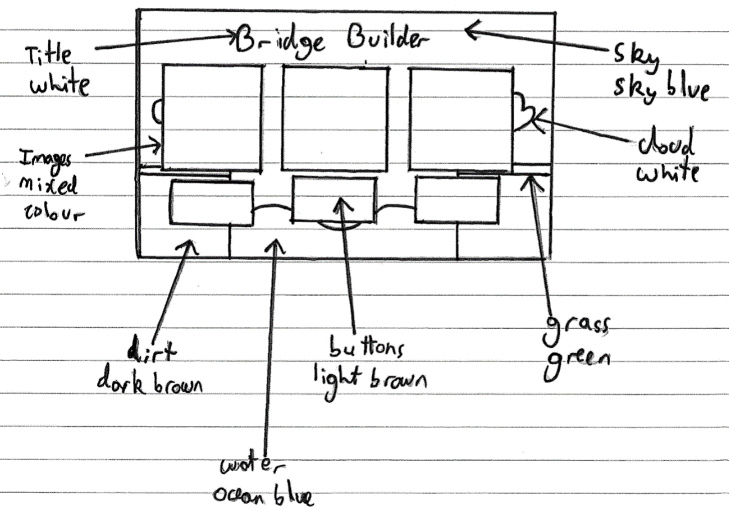 Bridge Builder
Title
white
sky
sky blue
Images
mixed
colour
cloud
white
dirt
dark brown
buttons
light brown
grass
green
water
ocean blue